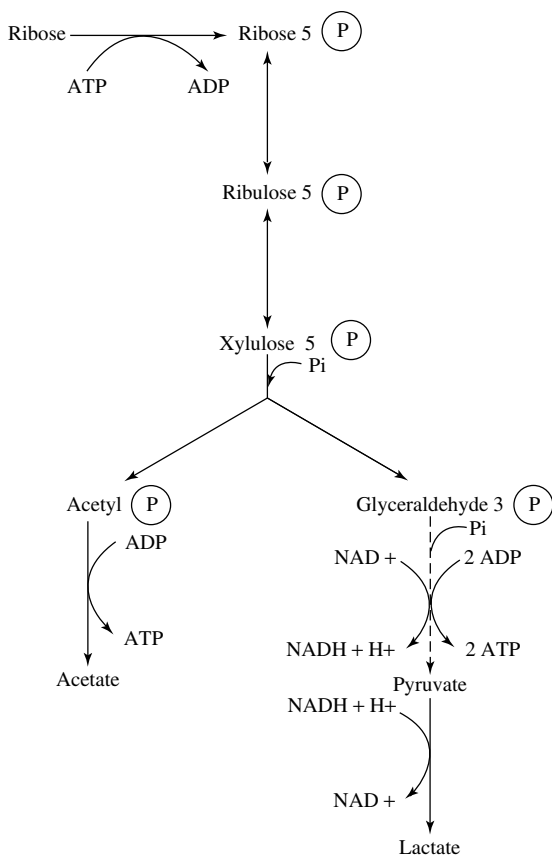 Ribose
Ribose 5 P
ATP
ADP
Ribulose 5 P
Xylulose 5 P
Pi
Acetyl P
Glyceraldehyde 3 P
ADP
Pi
NAD +
2 ADP
ATP
NADH + H+
2 ATP
Acetate
Pyruvate
NADH + H+
NAD +
Lactate